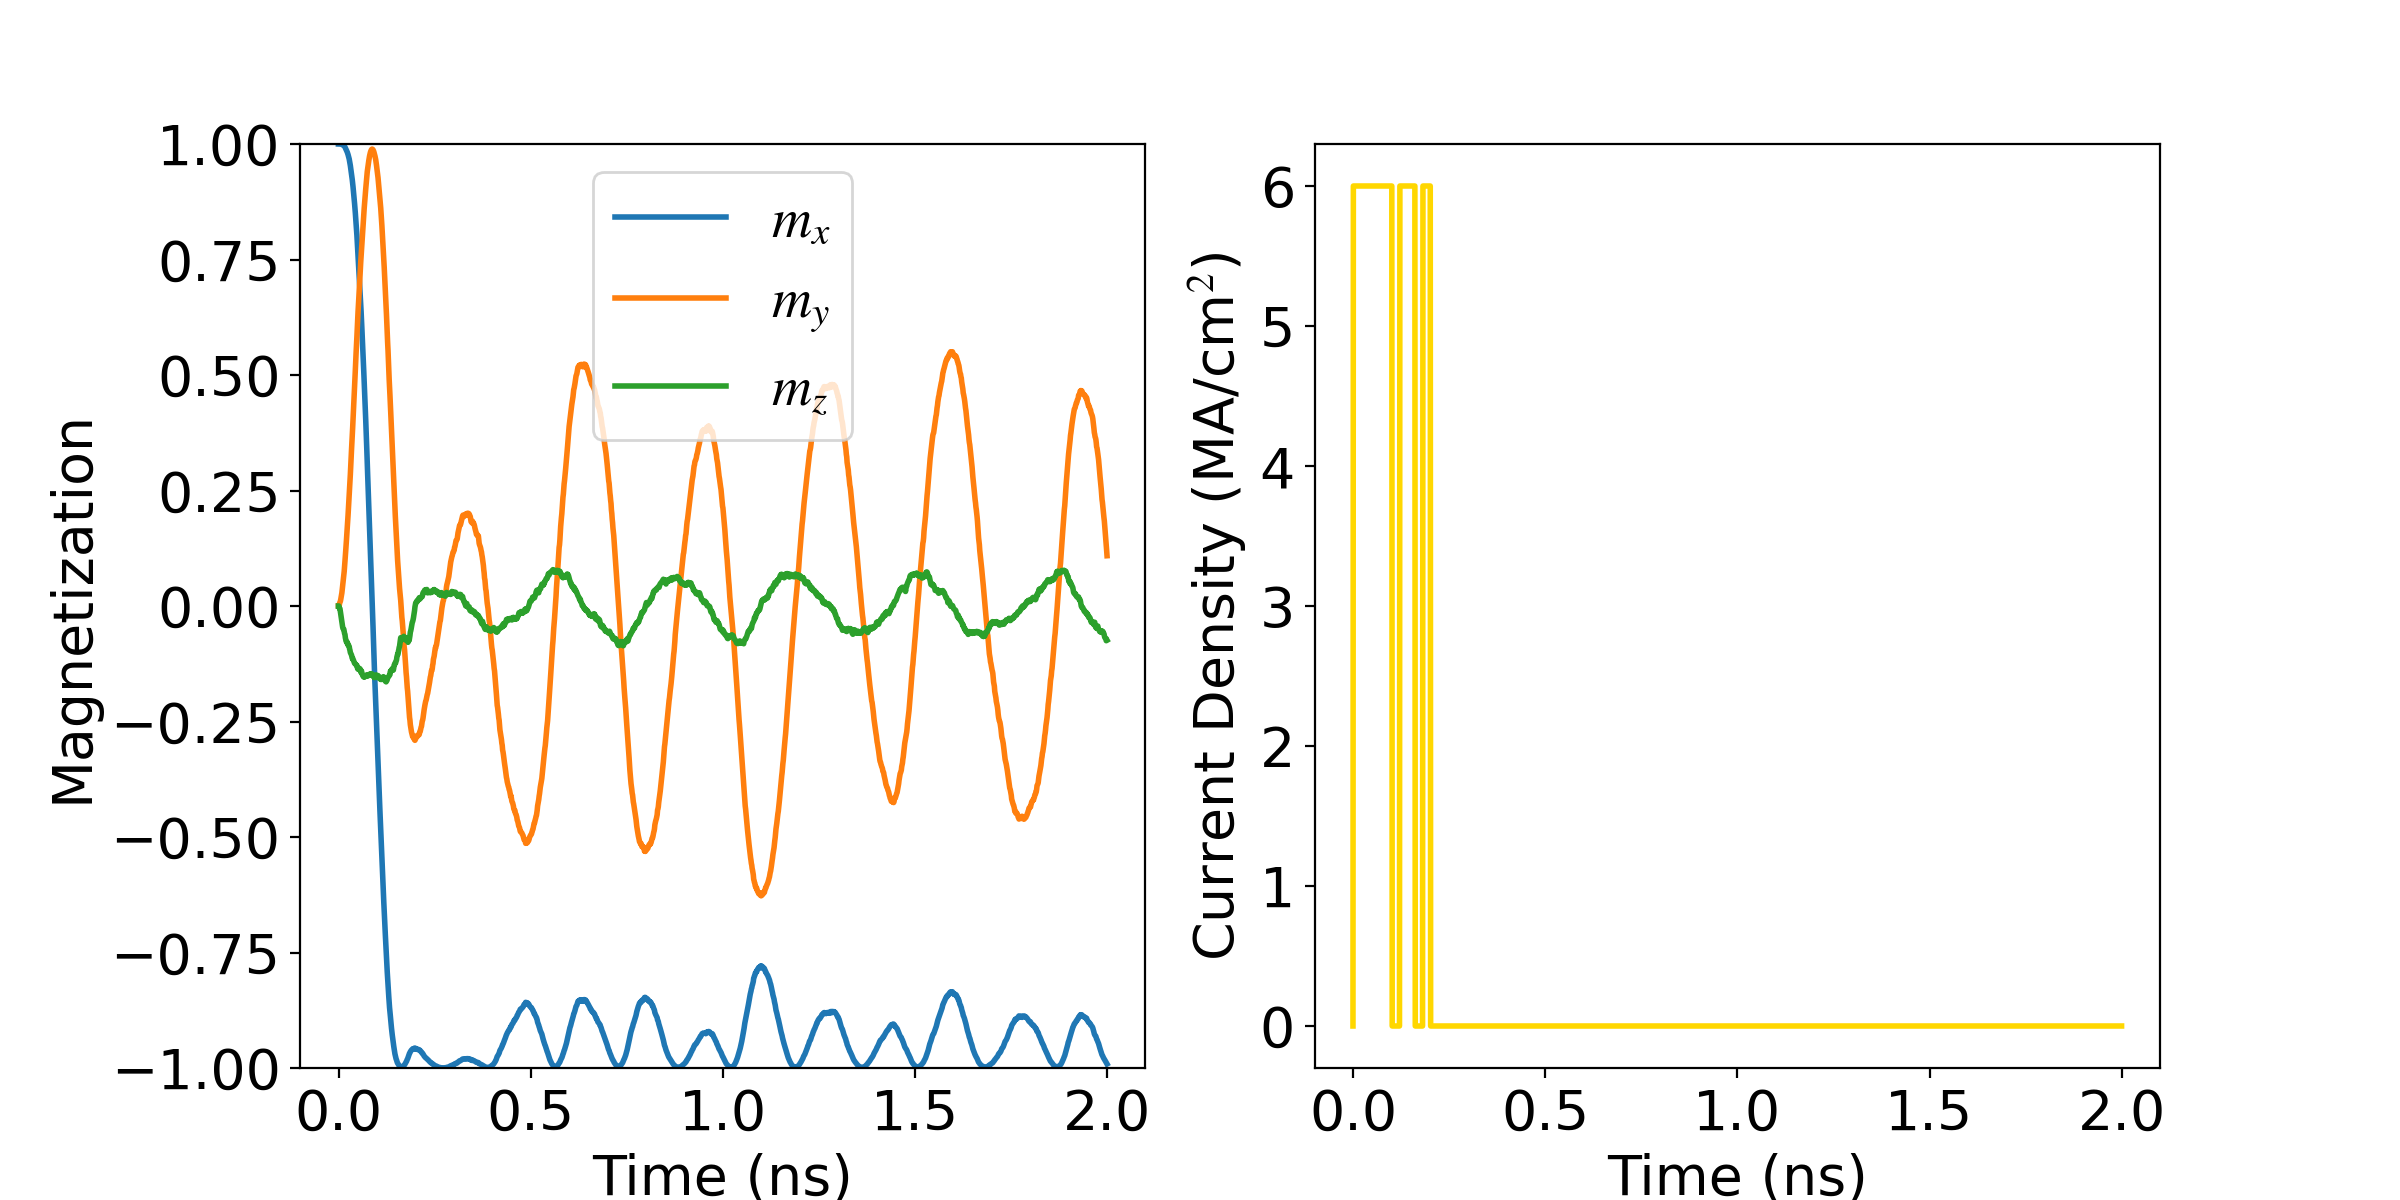 1.00
0.75
0.50
0.25
0.00
−0.25
−0.50
−0.75
−1.00
Magnetization
m_x
m_y
m_z
0.0 0.5 1.0 1.5 2.0
Time (ns)
6
5
4
3
2
1
0
Current Density (MA/cm²)
0.0 0.5 1.0 1.5 2.0
Time (ns)